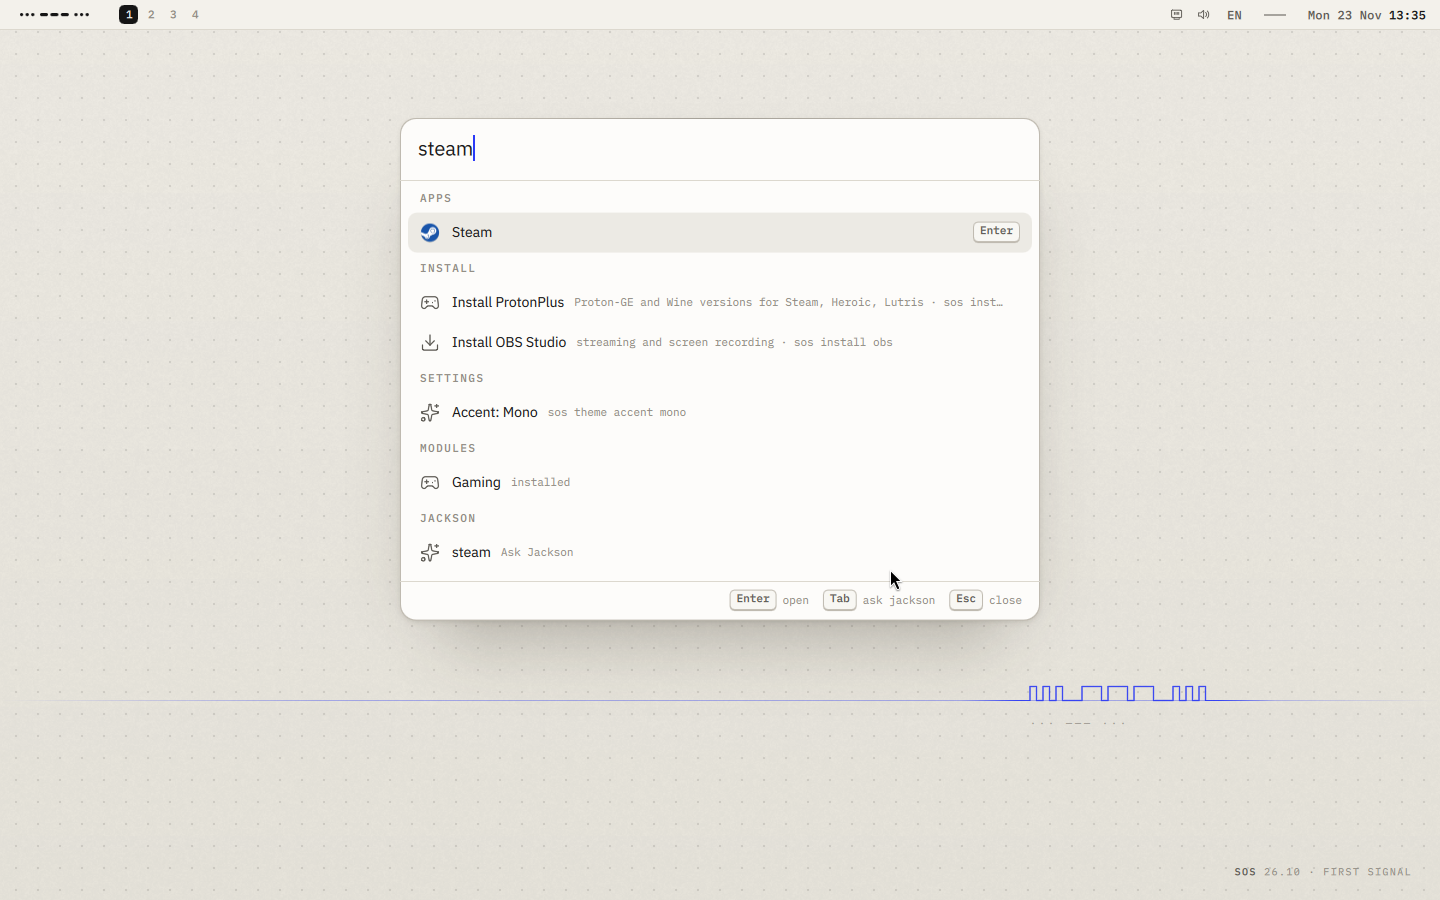 1 2 3 4
EN
Mon 23 Nov 13:35
steam
APPS
Steam Enter
INSTALL
Install ProtonPlus Proton-GE and Wine versions for Steam, Heroic, Lutris · sos inst…
Install OBS Studio streaming and screen recording · sos install obs
SETTINGS
Accent: Mono sos theme accent mono
MODULES
Gaming installed
JACKSON
steam Ask Jackson
Enter open Tab ask jackson Esc close
... ——— ...
SOS 26.10 · FIRST SIGNAL